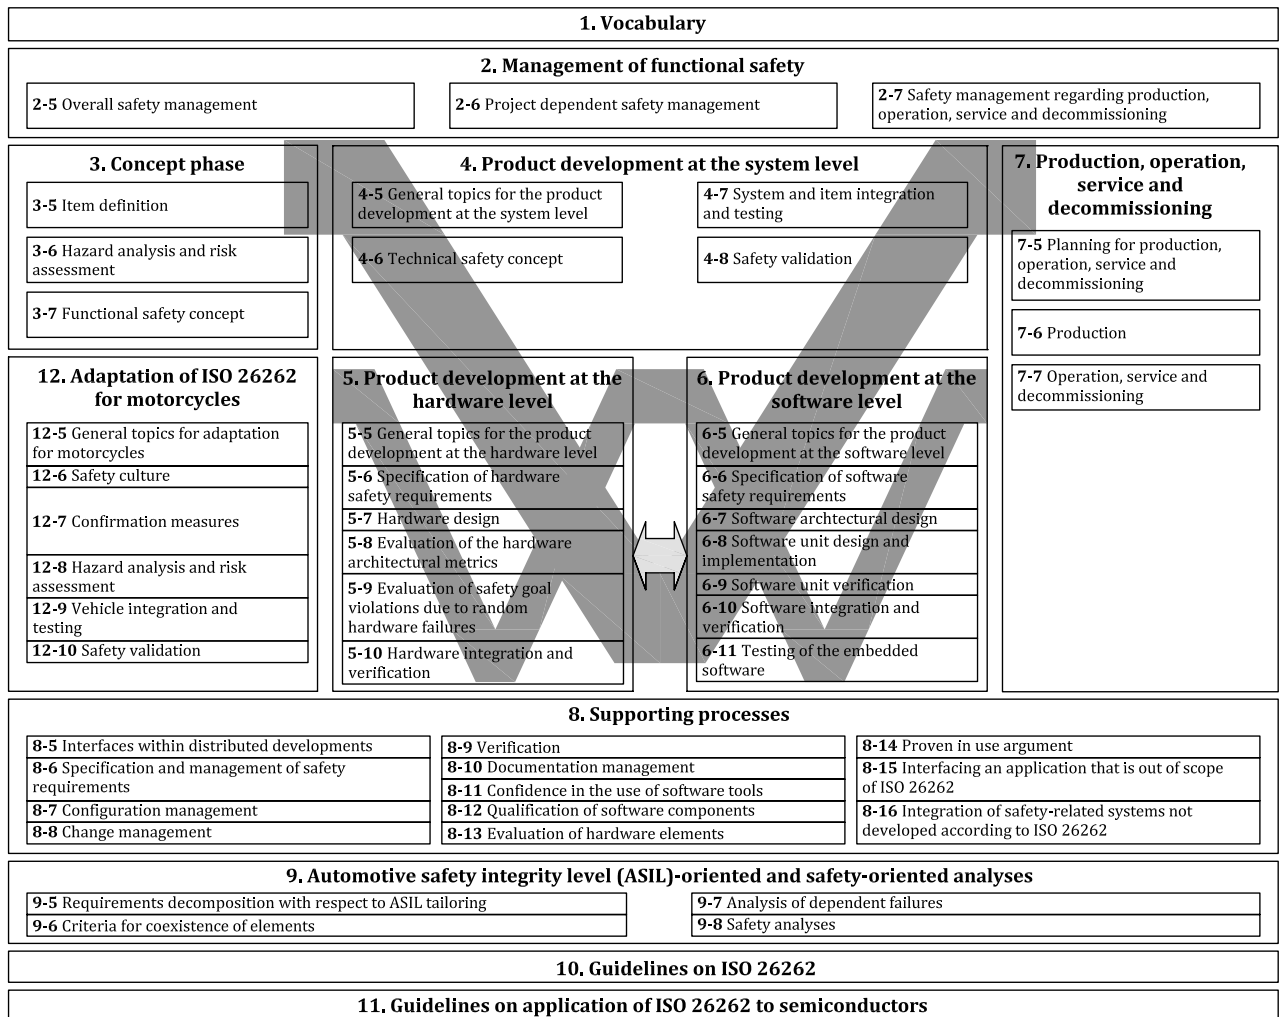 1. Vocabulary
2. Management of functional safety
2-5 Overall safety management
2-6 Project dependent safety management
2-7 Safety management regarding production,
operation, service and decommissioning
3. Concept phase
3-5 Item definition
3-6 Hazard analysis and risk
assessment
3-7 Functional safety concept
4. Product development at the system level
4-5 General topics for the
product development at the system level
4-6 Technical safety concept
4-7 System and item integration
and testing
4-8 Safety validation
7. Production, operation,
service and
decommissioning
7-5 Planning for production,
operation, service and
decommissioning
7-6 Production
7-7 Operation, service and
decommissioning
12. Adaptation of ISO 26262
for motorcycles
12-5 General topics for adaptation
for motorcycles
12-6 Safety culture
12-7 Confirmation measures
12-8 Hazard analysis and risk
assessment
12-9 Vehicle integration and
testing
12-10 Safety validation
5. Product development at the
hardware level
5-5 General topics for the product
development at the hardware level
5-6 Specification of hardware
safety requirements
5-7 Hardware design
5-8 Evaluation of the hardware
architectural metrics
5-9 Evaluation of safety goal
violations due to random
hardware failures
5-10 Hardware integration and
verification
6. Product development at the
software level
6-5 General topics for the product
development at the software level
6-6 Specification of software
safety requirements
6-7 Software archtectural design
6-8 Software unit design and
implementation
6-9 Software unit verification
6-10 Software integration and
verification
6-11 Testing of the embedded
software
8. Supporting processes
8-5 Interfaces within distributed developments
8-6 Specification and management of safety
requirements
8-7 Configuration management
8-8 Change management
8-9 Verification
8-10 Documentation management
8-11 Confidence in the use of software tools
8-12 Qualification of software components
8-13 Evaluation of hardware elements
8-14 Proven in use argument
8-15 Interfacing an application that is out of scope
of ISO 26262
8-16 Integration of safety-related systems not
developed according to ISO 26262
9. Automotive safety integrity level (ASIL)-oriented and safety-oriented analyses
9-5 Requirements decomposition with respect to ASIL tailoring
9-6 Criteria for coexistence of elements
9-7 Analysis of dependent failures
9-8 Safety analyses
10. Guidelines on ISO 26262
11. Guidelines on application of ISO 26262 to semiconductors